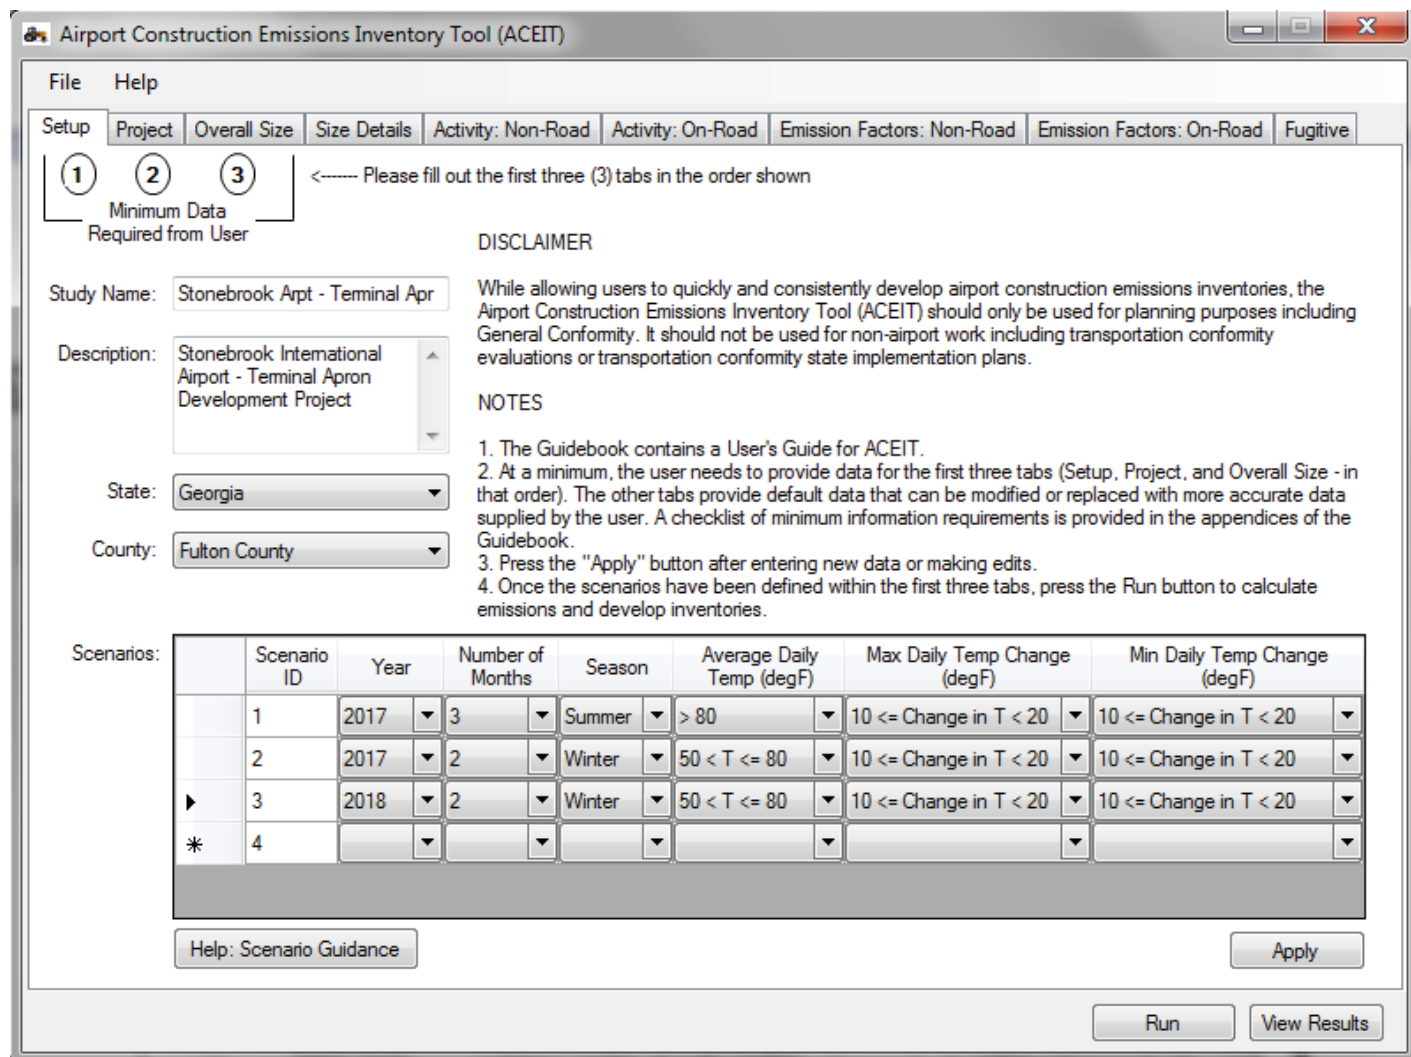 Airport Construction Emissions Inventory Tool (ACEIT)
File Help
Setup Project Overall Size Size Details Activity: Non-Road Activity: On-Road Emission Factors: Non-Road Emission Factors: On-Road Fugitive
1 2 3 <------- Please fill out the first three (3) tabs in the order shown
Minimum Data
Required from User
DISCLAIMER
Study Name: Stonebrook Arpt - Terminal Apr
While allowing users to quickly and consistently develop airport construction emissions inventories, the
Airport Construction Emissions Inventory Tool (ACEIT) should only be used for planning purposes including
General Conformity. It should not be used for non-airport work including transportation conformity
evaluations or transportation conformity state implementation plans.
Description: Stonebrook International
Airport - Terminal Apron
Development Project
NOTES
1. The Guidebook contains a User's Guide for ACEIT.
2. At a minimum, the user needs to provide data for the first three tabs (Setup, Project, and Overall Size - in
that order). The other tabs provide default data that can be modified or replaced with more accurate data
supplied by the user. A checklist of minimum information requirements is provided in the appendices of the
Guidebook.
3. Press the "Apply" button after entering new data or making edits.
4. Once the scenarios have been defined within the first three tabs, press the Run button to calculate
emissions and develop inventories.
State: Georgia
County: Fulton County
Scenarios:
Scenario ID Year Number of Months Season Average Daily Temp (degF) Max Daily Temp Change (degF) Min Daily Temp Change (degF)
1 2017 3 Summer > 80 10 <= Change in T < 20 10 <= Change in T < 20
2 2017 2 Winter 50 < T <= 80 10 <= Change in T < 20 10 <= Change in T < 20
3 2018 2 Winter 50 < T <= 80 10 <= Change in T < 20 10 <= Change in T < 20
4
Help: Scenario Guidance Apply
Run View Results